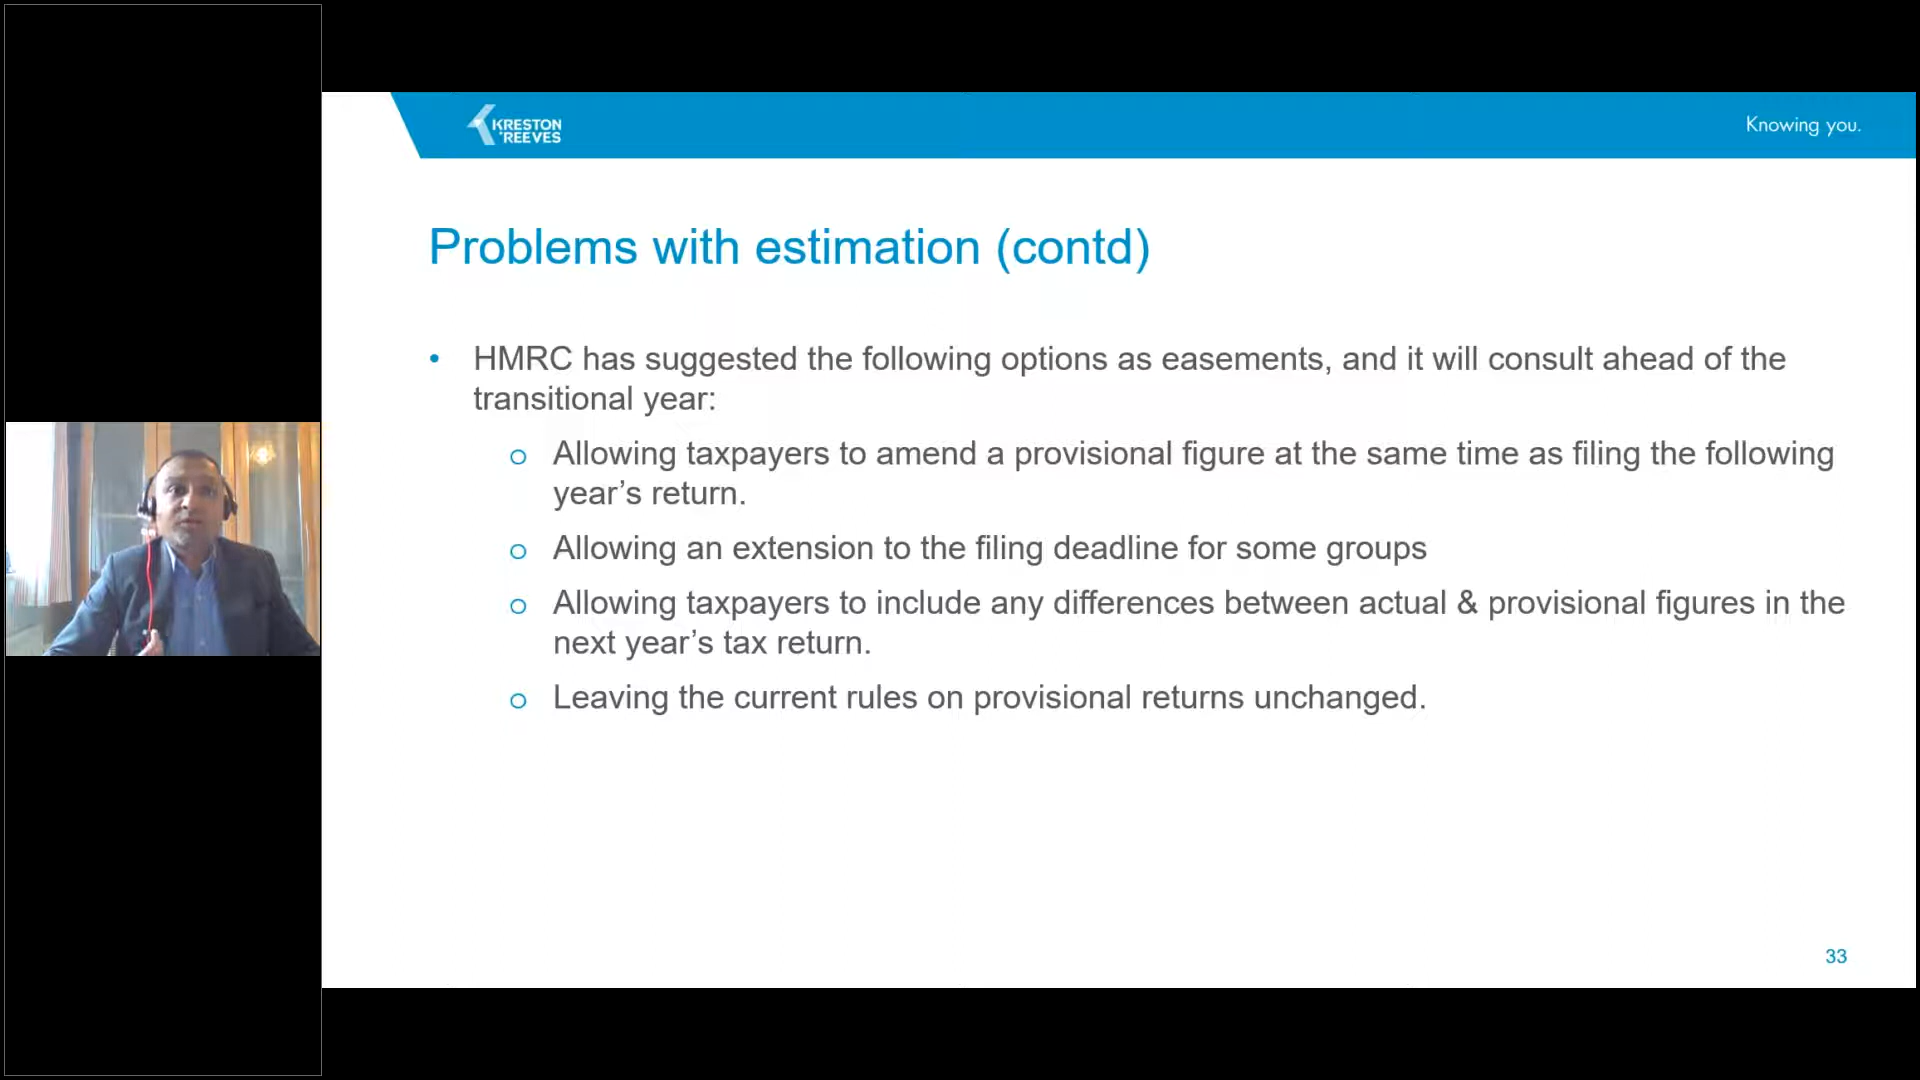 KRESTON
REEVES
Knowing you.
Problems with estimation (contd)
• HMRC has suggested the following options as easements, and it will consult ahead of the
transitional year:
o Allowing taxpayers to amend a provisional figure at the same time as filing the following
year’s return.
o Allowing an extension to the filing deadline for some groups
o Allowing taxpayers to include any differences between actual & provisional figures in the
next year’s tax return.
o Leaving the current rules on provisional returns unchanged.
33